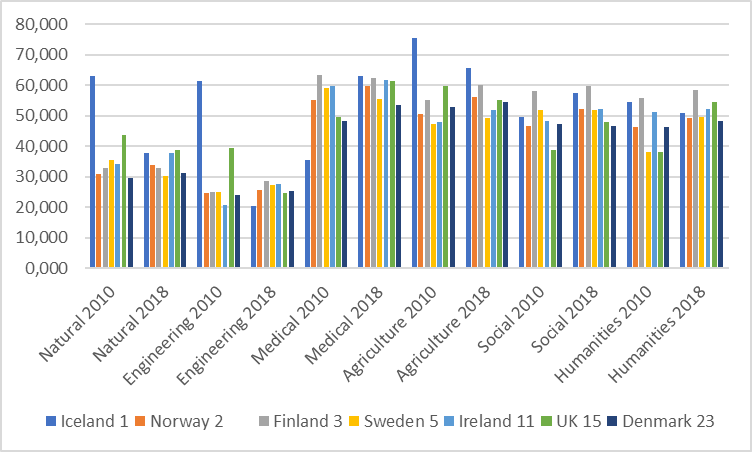 80,000
70,000
60,000
50,000
40,000
30,000
20,000
10,000
0,000
Natural 2010
Natural 2018
Engineering 2010
Engineering 2018
Medical 2010
Medical 2018
Agriculture 2010
Agriculture 2018
Social 2010
Social 2018
Humanities 2010
Humanities 2018
Iceland 1 Norway 2 Finland 3 Sweden 5 Ireland 11 UK 15 Denmark 23